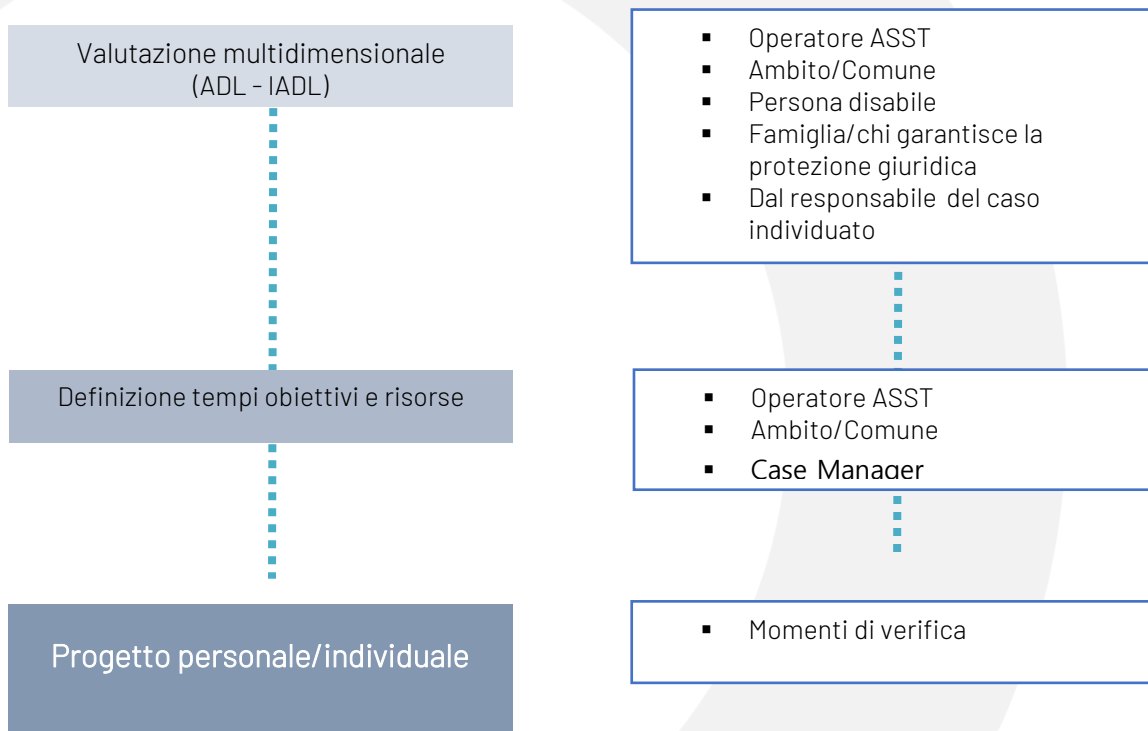 Valutazione multidimensionale
(ADL - IADL)
▪ Operatore ASST
▪ Ambito/Comune
▪ Persona disabile
▪ Famiglia/chi garantisce la
protezione giuridica
▪ Dal responsabile del caso
individuato
Definizione tempi obiettivi e risorse
▪ Operatore ASST
▪ Ambito/Comune
▪ Case Manager
Progetto personale/individuale
▪ Momenti di verifica